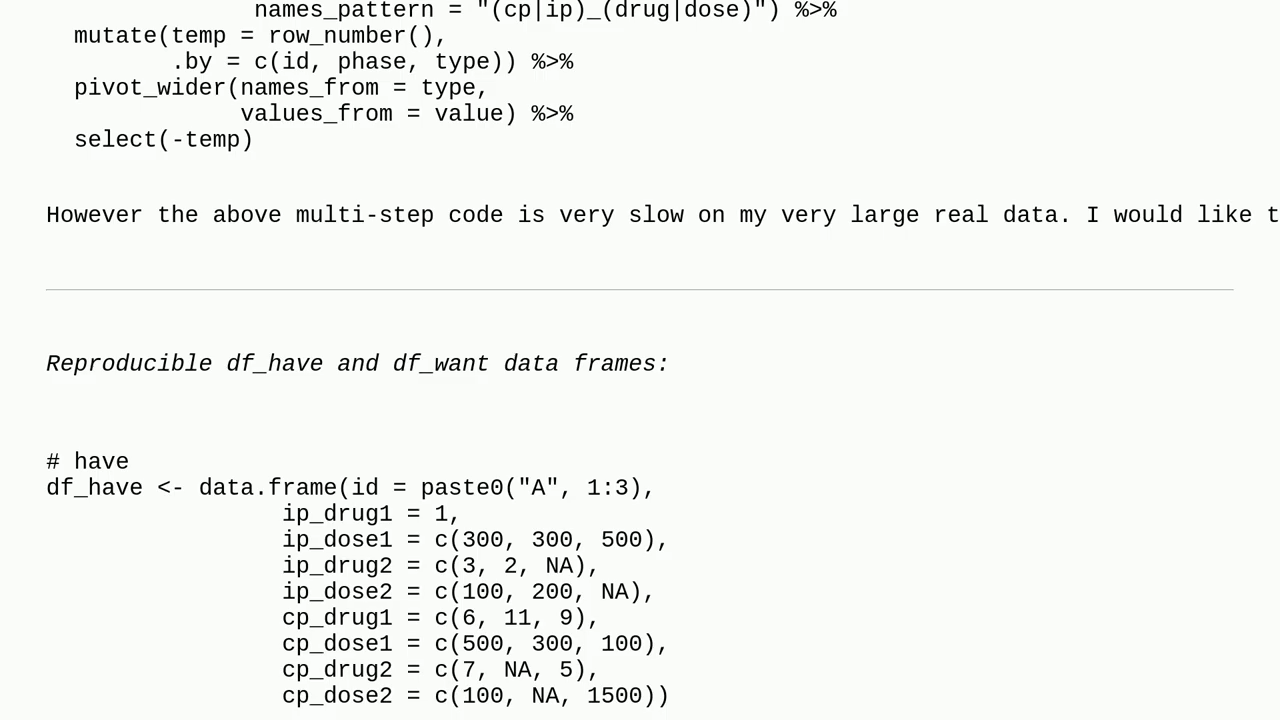 names_pattern = "(cp|ip)_(drug|dose)") %>%
mutate(temp = row_number(),
.by = c(id, phase, type)) %>%
pivot_wider(names_from = type,
values_from = value) %>%
select(-temp)
However the above multi-step code is very slow on my very large real data. I would like t
Reproducible df_have and df_want data frames:
# have
df_have <- data.frame(id = paste0("A", 1:3),
ip_drug1 = 1,
ip_dose1 = c(300, 300, 500),
ip_drug2 = c(3, 2, NA),
ip_dose2 = c(100, 200, NA),
cp_drug1 = c(6, 11, 9),
cp_dose1 = c(500, 300, 100),
cp_drug2 = c(7, NA, 5),
cp_dose2 = c(100, NA, 1500))